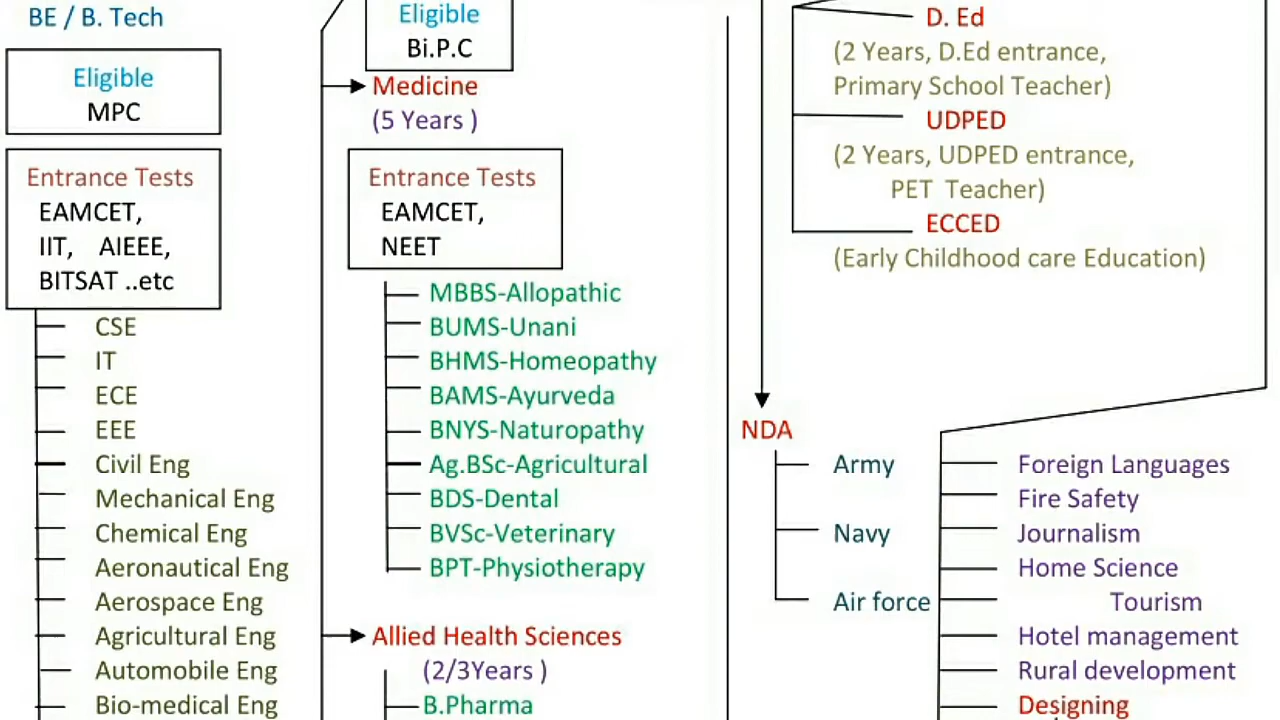 BE / B. Tech
Eligible
MPC
Entrance Tests
EAMCET,
IIT, AIEEE,
BITSAT ..etc
CSE
IT
ECE
EEE
Civil Eng
Mechanical Eng
Chemical Eng
Aeronautical Eng
Aerospace Eng
Agricultural Eng
Automobile Eng
Bio-medical Eng
Eligible
Bi.P.C
Medicine
(5 Years )
Entrance Tests
EAMCET,
NEET
MBBS-Allopathic
BUMS-Unani
BHMS-Homeopathy
BAMS-Ayurveda
BNYS-Naturopathy
Ag.BSc-Agricultural
BDS-Dental
BVSc-Veterinary
BPT-Physiotherapy
Allied Health Sciences
(2/3Years )
B.Pharma
D. Ed
(2 Years, D.Ed entrance,
Primary School Teacher)
UDPED
(2 Years, UDPED entrance,
PET Teacher)
ECCED
(Early Childhood care Education)
NDA
Army
Navy
Air force
Foreign Languages
Fire Safety
Journalism
Home Science
Tourism
Hotel management
Rural development
Designing